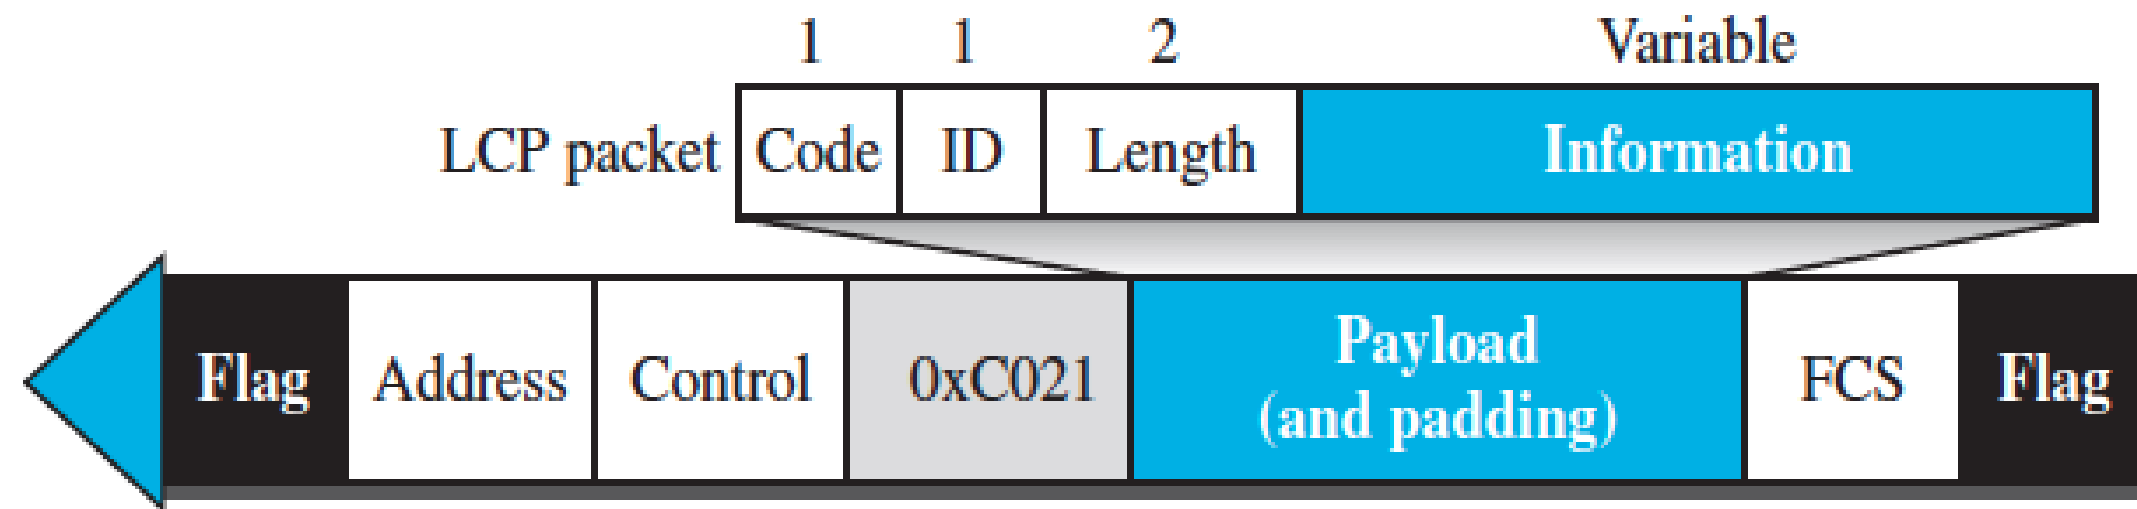 1 1 2 Variable
LCP packet Code ID Length Information
Flag Address Control 0xC021 Payload (and padding) FCS Flag